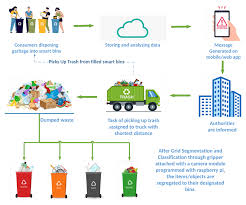 Consumers disposing
garbage into smart bins
Storing and analysing data
Message
Generated on
mobile/web app
Pick Up Trash from filled smart bins
TRASH
Dumped waste
Task of picking up trash
assigned to truck with
shortest distance
Authorities
are informed
After Grid Segmentation and
Classification through gripper
attached with a camera module
programmed with raspberry pi,
the items/objects are
segregated to their designated
bins.